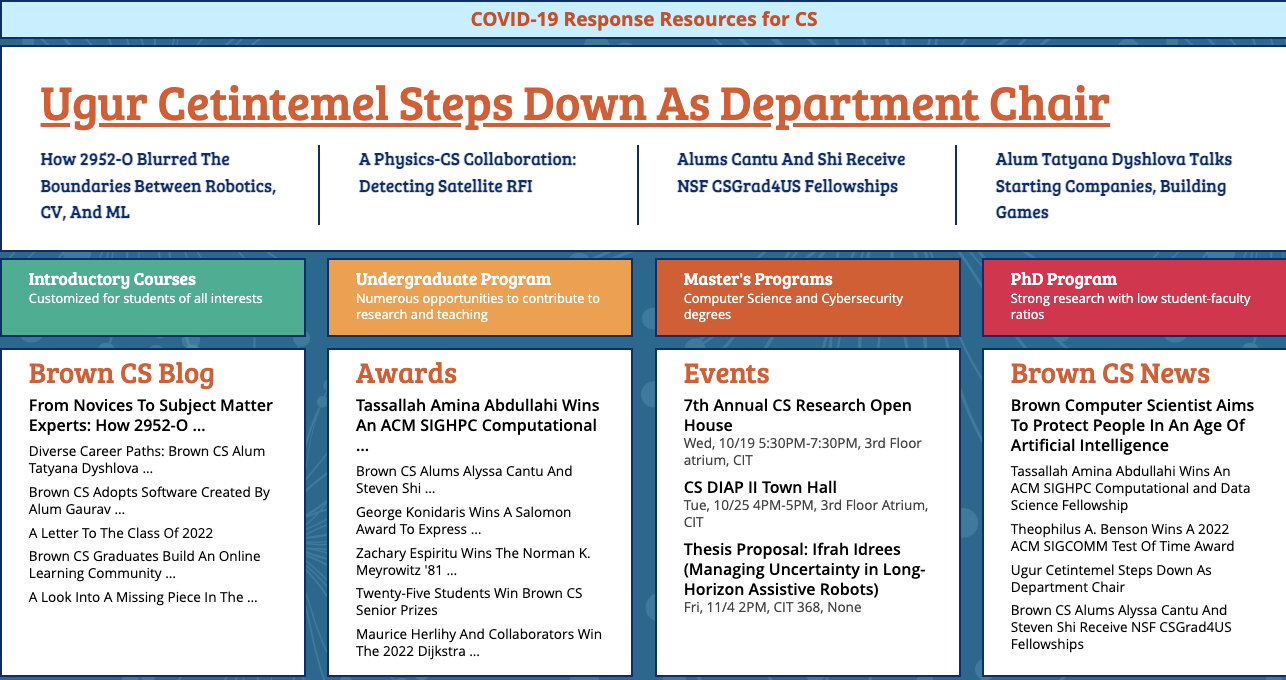 COVID-19 Response Resources for CS
Ugur Cetintemel Steps Down As Department Chair
How 2952-O Blurred The
Boundaries Between Robotics,
CV, And ML
A Physics-CS Collaboration:
Detecting Satellite RFI
Alums Cantu And Shi Receive
NSF CSGrad4US Fellowships
Alum Tatyana Dyshlova Talks
Starting Companies, Building
Games
Introductory Courses
Customized for students of all interests
Undergraduate Program
Numerous opportunities to contribute to
research and teaching
Master's Programs
Computer Science and Cybersecurity
degrees
PhD Program
Strong research with low student-faculty
ratios
Brown CS Blog
From Novices To Subject Matter
Experts: How 2952-O ...
Diverse Career Paths: Brown CS Alum
Tatyana Dyshlova ...
Brown CS Adopts Software Created By
Alum Gaurav ...
A Letter To The Class Of 2022
Brown CS Graduates Build An Online
Learning Community ...
A Look Into A Missing Piece In The ...
Awards
Tassallah Amina Abdullahi Wins
An ACM SIGHPC Computational
...
Brown CS Alums Alyssa Cantu And
Steven Shi ...
George Konidaris Wins A Salomon
Award To Express ...
Zachary Espiritu Wins The Norman K.
Meyrowitz '81 ...
Twenty-Five Students Win Brown CS
Senior Prizes
Maurice Herlihy And Collaborators Win
The 2022 Dijkstra ...
Events
7th Annual CS Research Open
House
Wed, 10/19 5:30PM-7:30PM, 3rd Floor
atrium, CIT
CS DIAP II Town Hall
Tue, 10/25 4PM-5PM, 3rd Floor Atrium,
CIT
Thesis Proposal: Ifrah Idrees
(Managing Uncertainty in Long-
Horizon Assistive Robots)
Fri, 11/4 2PM, CIT 368, None
Brown CS News
Brown Computer Scientist Aims
To Protect People In An Age Of
Artificial Intelligence
Tassallah Amina Abdullahi Wins An
ACM SIGHPC Computational and Data
Science Fellowship
Theophilus A. Benson Wins A 2022
ACM SIGCOMM Test Of Time Award
Ugur Cetintemel Steps Down As
Department Chair
Brown CS Alums Alyssa Cantu And
Steven Shi Receive NSF CSGrad4US
Fellowships